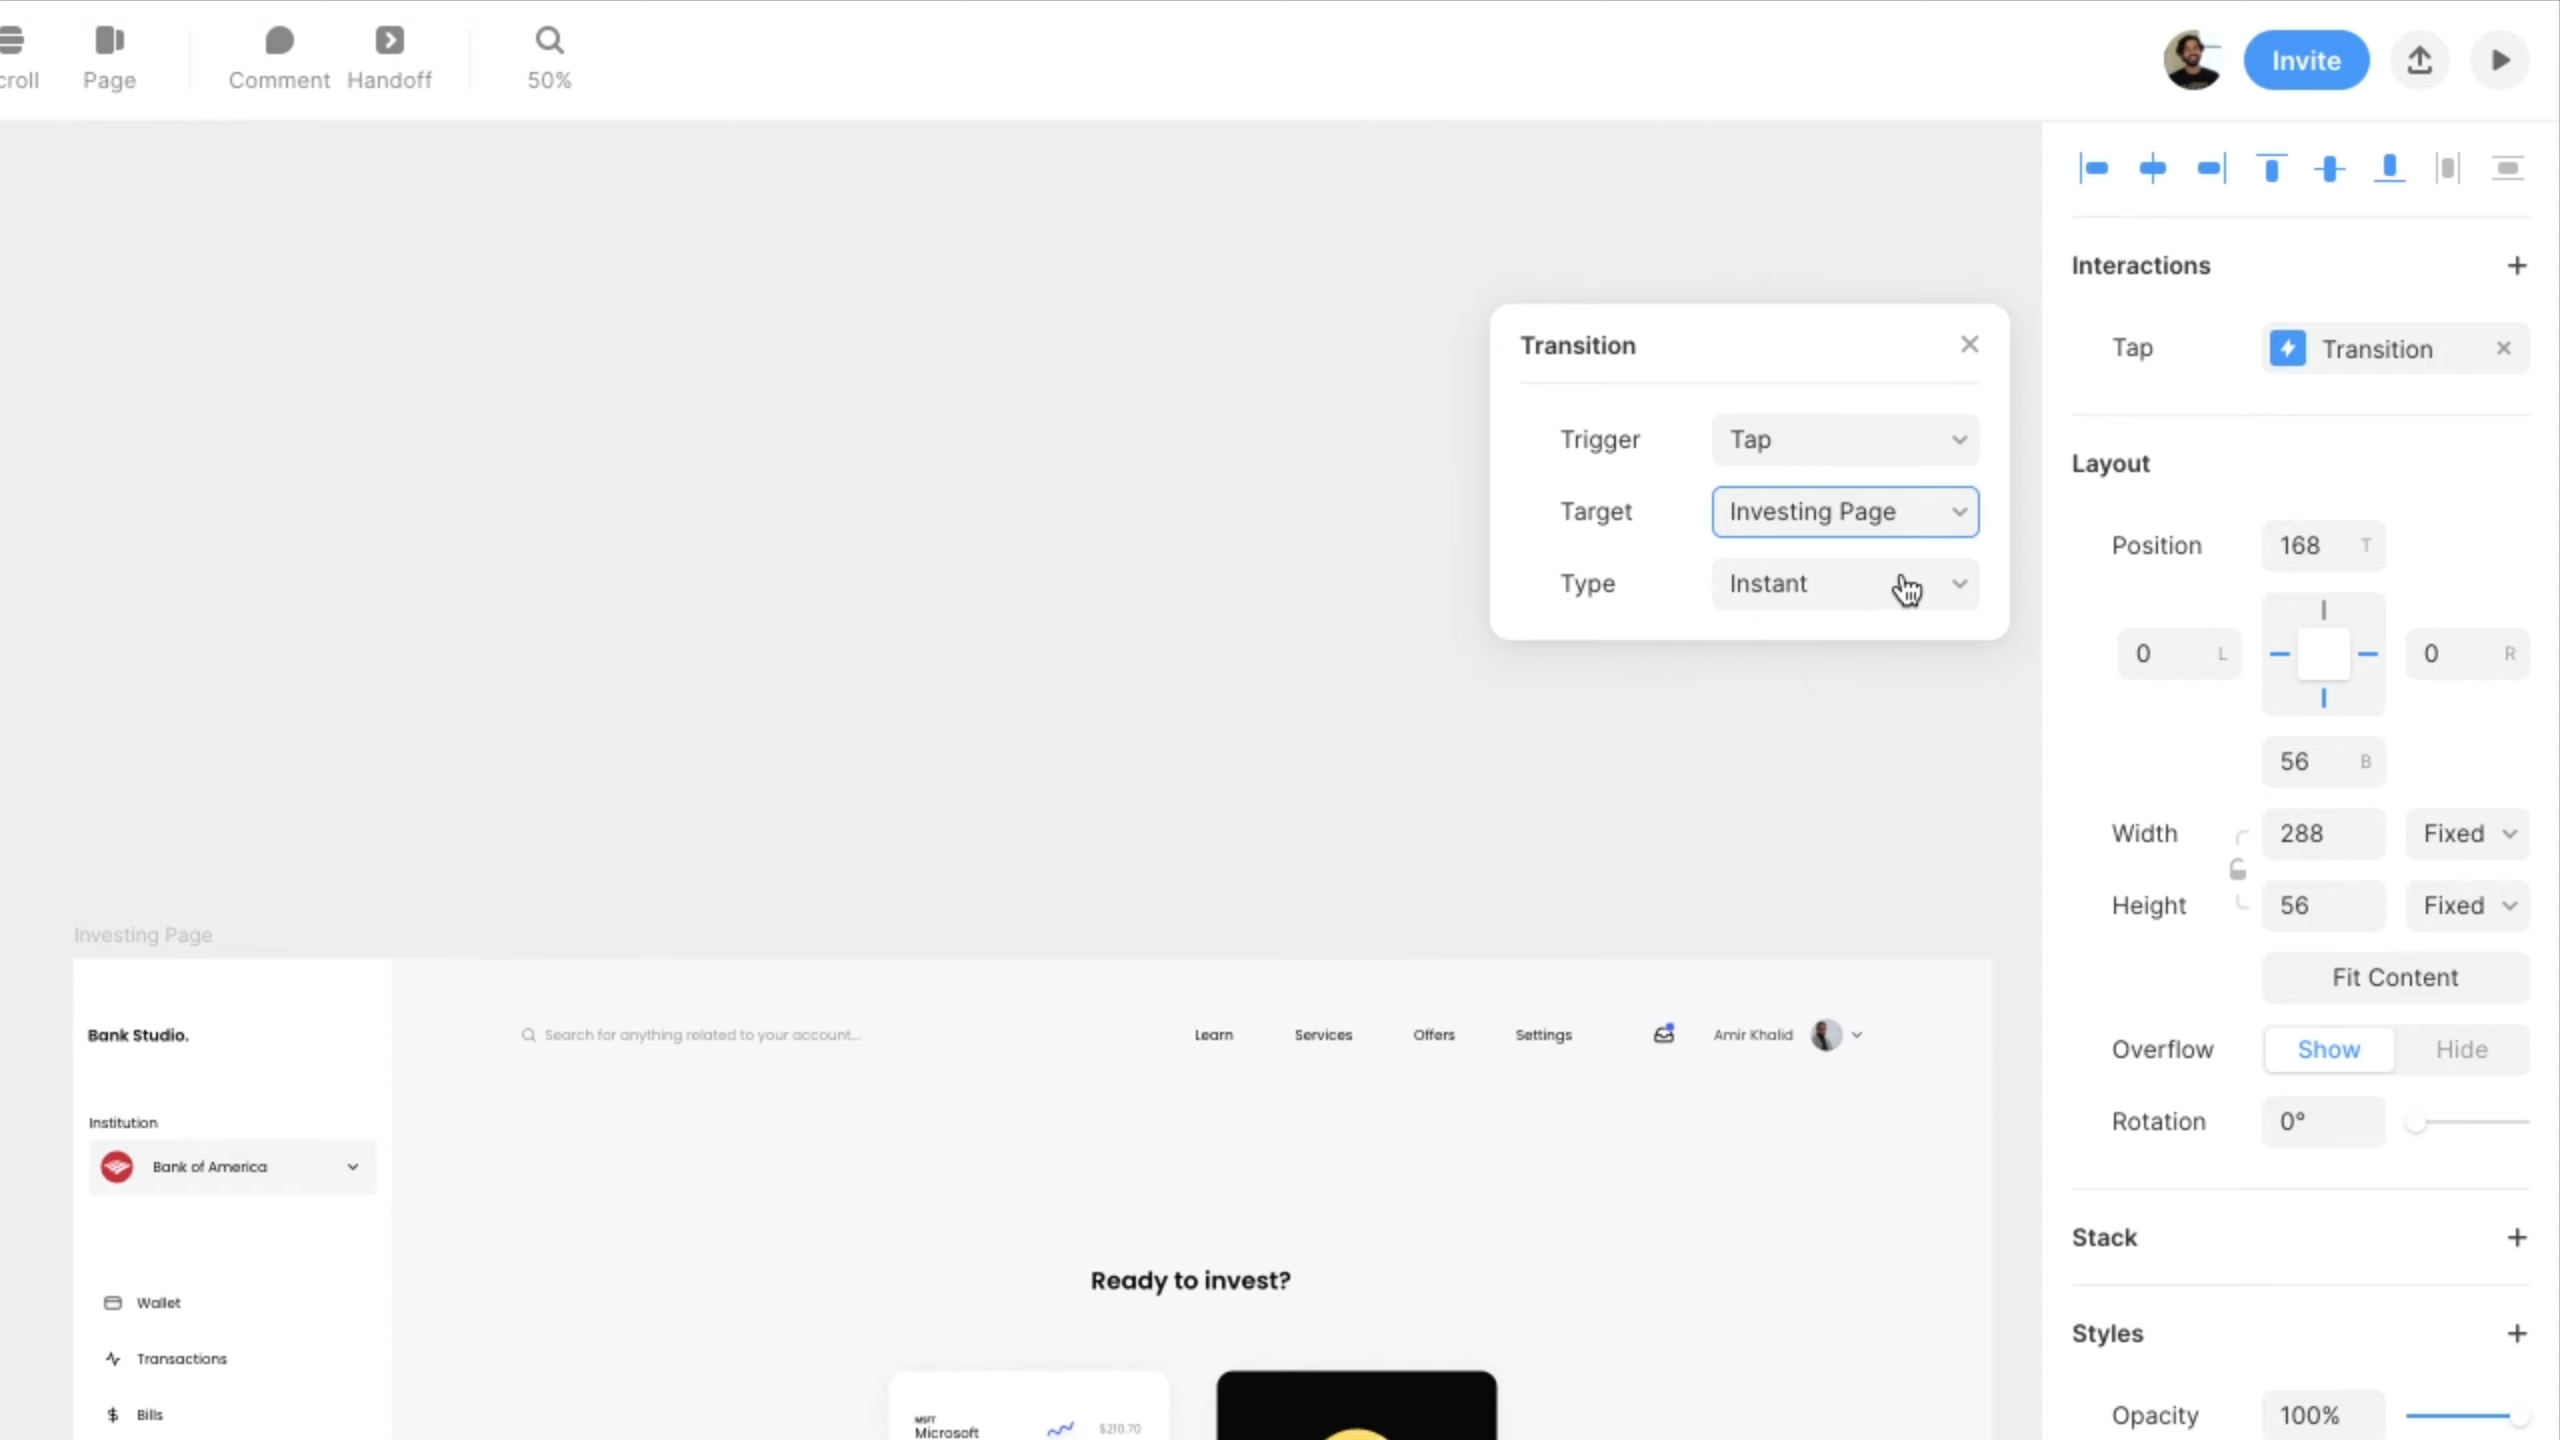 croll
Page
Comment
Handoff
50%
Invite
Interactions
Tap
Transition
Transition
Trigger
Tap
Target
Investing Page
Type
Instant
Layout
Position
168 T
0 L
0 R
56 B
Width
288
Fixed
Height
56
Fixed
Fit Content
Overflow
Show
Hide
Rotation
0°
Stack
Styles
Opacity
100%
Investing Page
Bank Studio.
Search for anything related to your account...
Learn
Services
Offers
Settings
Amir Khalid
Institution
Bank of America
Ready to invest?
Wallet
Transactions
$ Bills
MSFT
Microsoft
$210.70